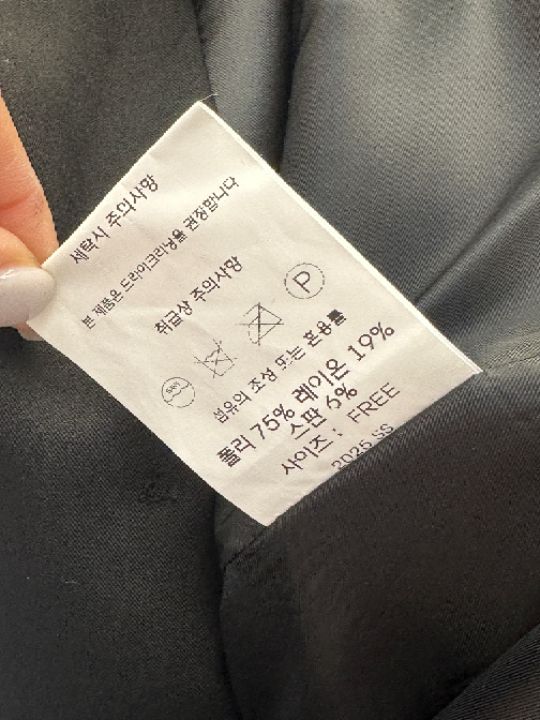 세탁시 주의사항
본 제품은 드라이크리닝을 권장합니다
취급상 주의사항
P
섬유의 조성 또는 혼용률
폴리 75% 레이온 19%
스판 6%
사이즈 : FREE
2025 SS